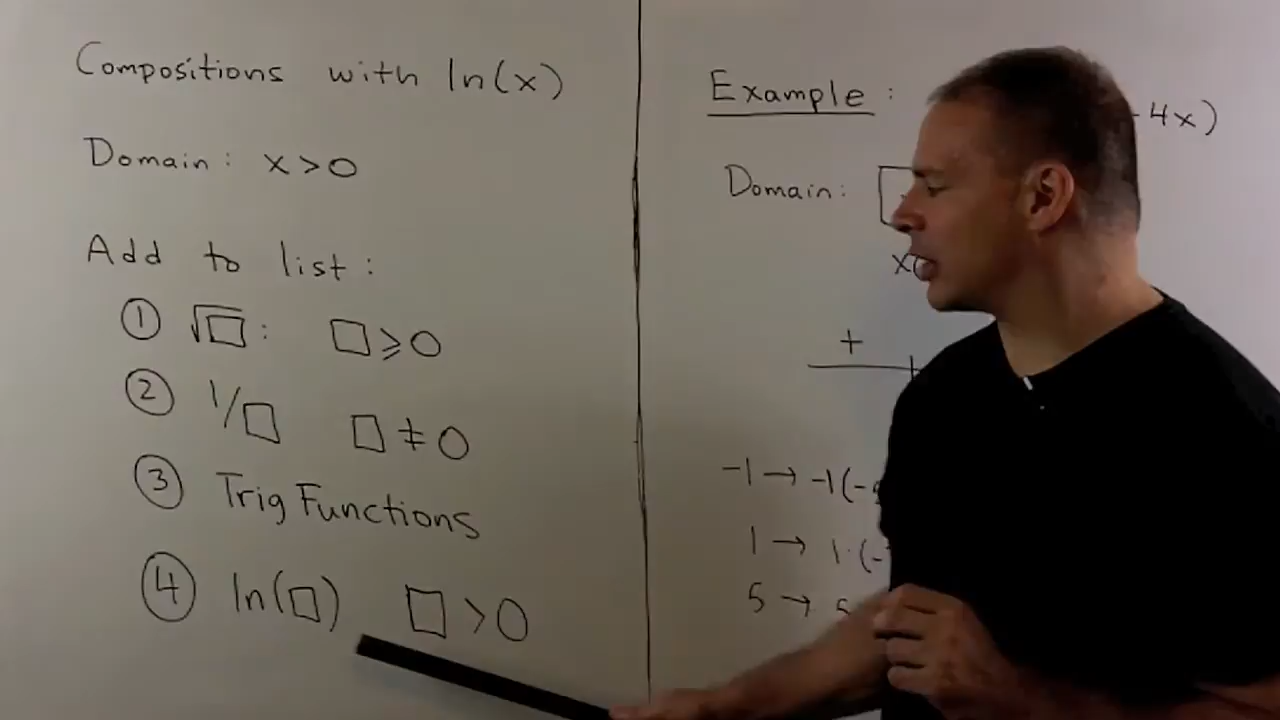 Compositions with ln(x)
Domain: x>0
Add to list:
① √□: □⩾0
② 1/□ □≠0
③ Trig Functions
④ ln(□) □>0
Example:
4x)
Domain:
x
+
-1→-1(-
1→ 1·(-
5→